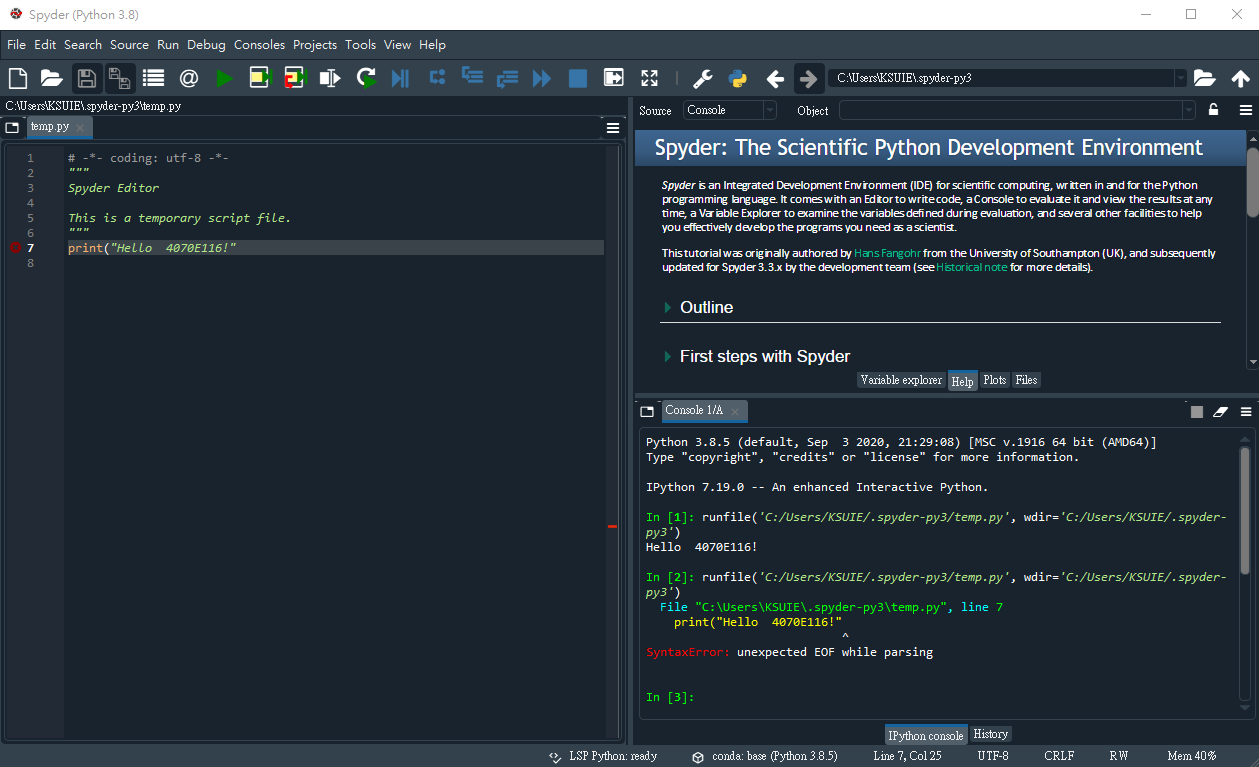 Spyder (Python 3.8)
File Edit Search Source Run Debug Consoles Projects Tools View Help
C:\Users\KSUIE\.spyder-py3
C:\Users\KSUIE\.spyder-py3\temp.py
temp.py
1 # -*- coding: utf-8 -*-
2 """
3 Spyder Editor
4
5 This is a temporary script file.
6 """
7 print("Hello  4070E116!"
8
Source Console Object
Spyder: The Scientific Python Development Environment
Spyder is an Integrated Development Environment (IDE) for scientific computing, written in and for the Python
programming language. It comes with an Editor to write code, a Console to evaluate it and view the results at any
time, a Variable Explorer to examine the variables defined during evaluation, and several other facilities to help
you effectively develop the programs you need as a scientist.
This tutorial was originally authored by Hans Fangohr from the University of Southampton (UK), and subsequently
updated for Spyder 3.3.x by the development team (see Historical note for more details).
Outline
First steps with Spyder
Variable explorer Help Plots Files
Console 1/A
Python 3.8.5 (default, Sep  3 2020, 21:29:08) [MSC v.1916 64 bit (AMD64)]
Type "copyright", "credits" or "license" for more information.
IPython 7.19.0 -- An enhanced Interactive Python.
In [1]: runfile('C:/Users/KSUIE/.spyder-py3/temp.py', wdir='C:/Users/KSUIE/.spyder-
py3')
Hello  4070E116!
In [2]: runfile('C:/Users/KSUIE/.spyder-py3/temp.py', wdir='C:/Users/KSUIE/.spyder-
py3')
File "C:\Users\KSUIE\.spyder-py3\temp.py", line 7
print("Hello  4070E116!"
^
SyntaxError: unexpected EOF while parsing
In [3]:
IPython console History
LSP Python: ready conda: base (Python 3.8.5) Line 7, Col 25 UTF-8 CRLF RW Mem 40%